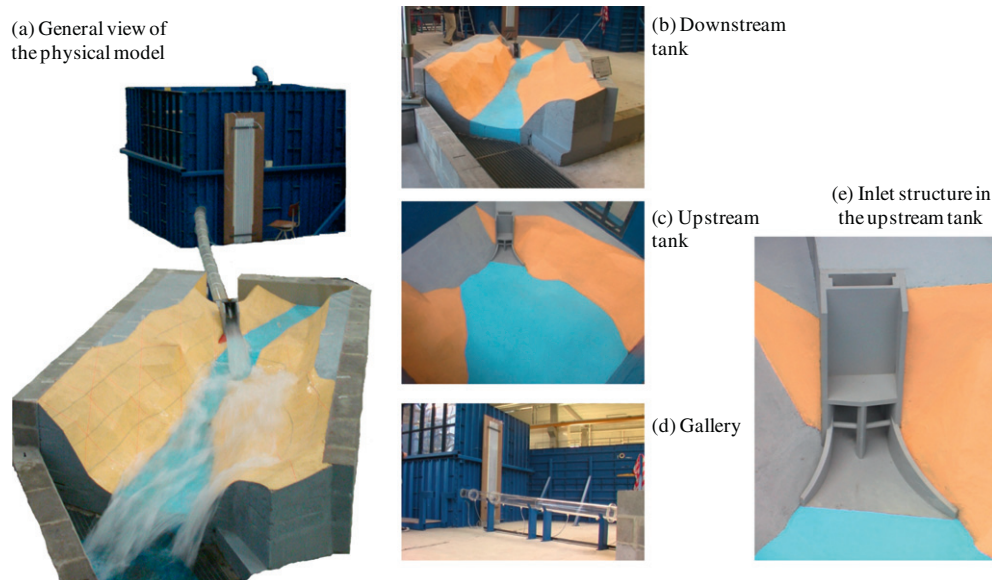 (a) General view of
the physical model
(b) Downstream
tank
(c) Upstream
tank
(d) Gallery
(e) Inlet structure in
the upstream tank